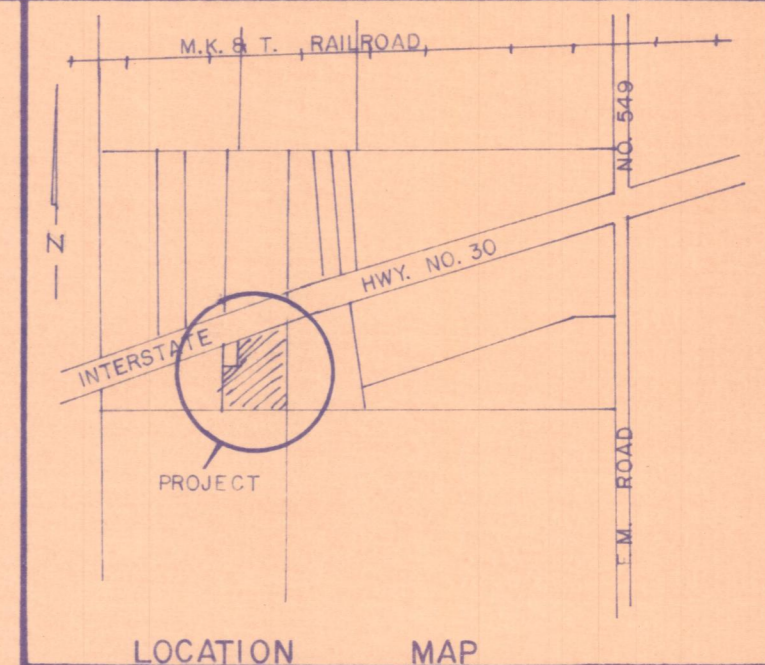 M.K. & T. RAILROAD
NO. 549
N
HWY. NO. 30
INTERSTATE
PROJECT
F.M. ROAD
LOCATION MAP